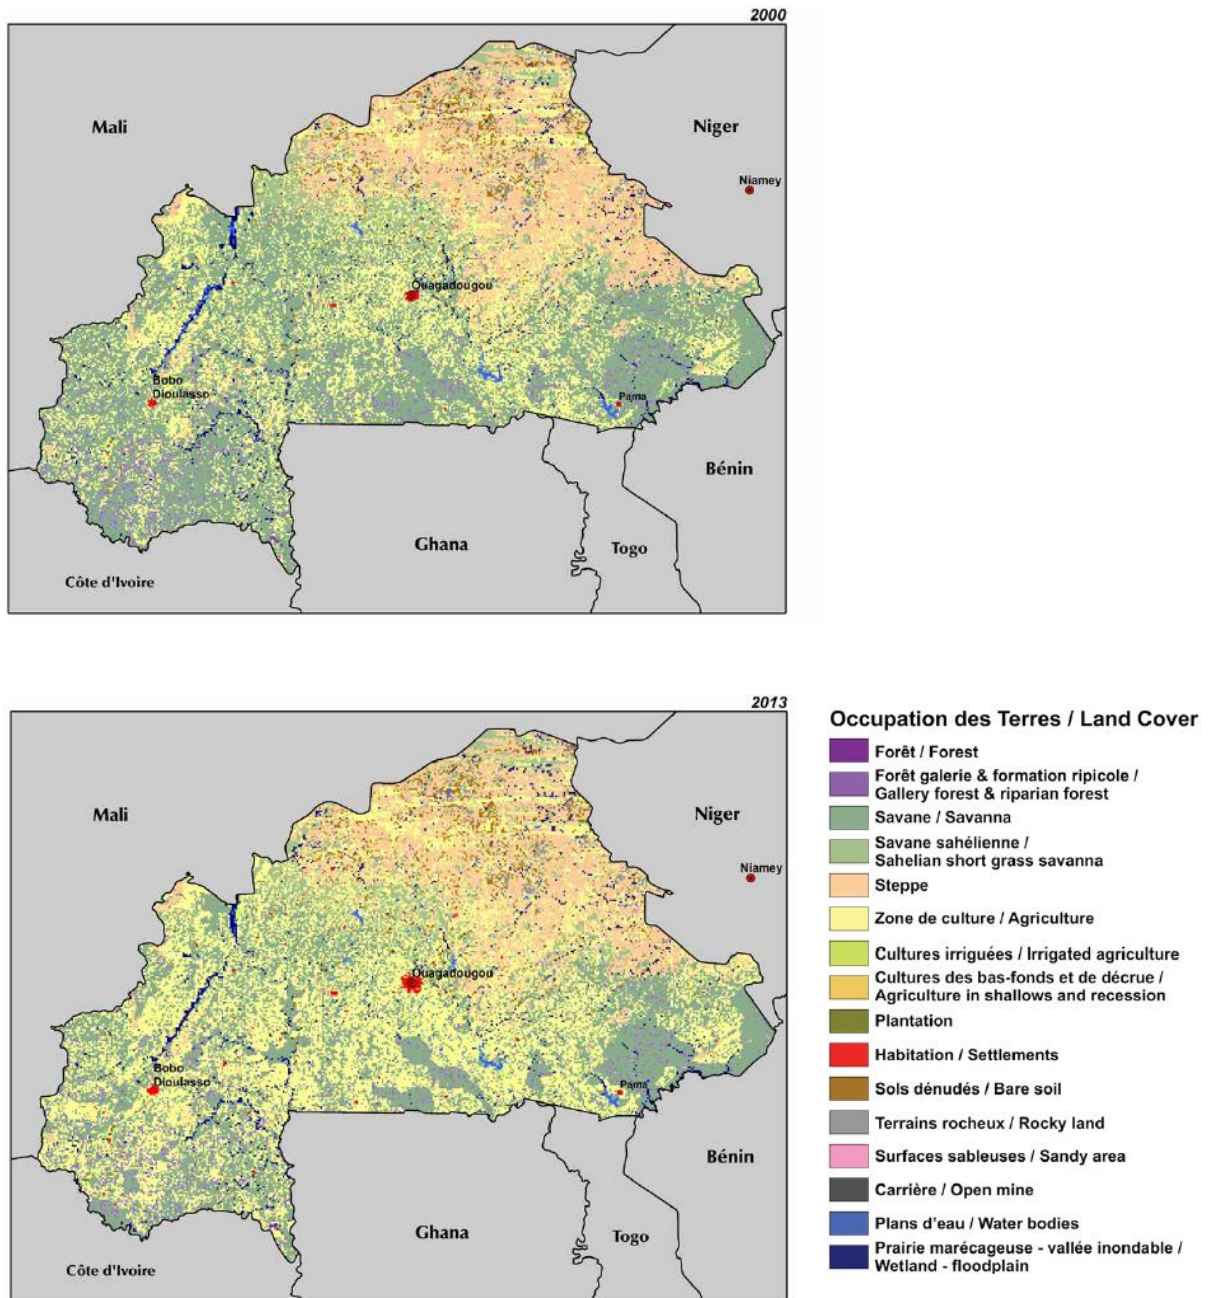 2000
Mali
Niger
Niamey
Ouagadougou
Bobo
Dioulasso
Pama
Bénin
Ghana
Togo
Côte d'Ivoire
2013
Mali
Niger
Niamey
Ouagadougou
Bobo
Dioulasso
Pama
Bénin
Ghana
Togo
Côte d'Ivoire
Occupation des Terres / Land Cover
Forêt / Forest
Forêt galerie & formation ripicole /
Gallery forest & riparian forest
Savane / Savanna
Savane sahélienne /
Sahelian short grass savanna
Steppe
Zone de culture / Agriculture
Cultures irriguées / Irrigated agriculture
Cultures des bas-fonds et de décrue /
Agriculture in shallows and recession
Plantation
Habitation / Settlements
Sols dénudés / Bare soil
Terrains rocheux / Rocky land
Surfaces sableuses / Sandy area
Carrière / Open mine
Plans d'eau / Water bodies
Prairie marécageuse - vallée inondable /
Wetland - floodplain